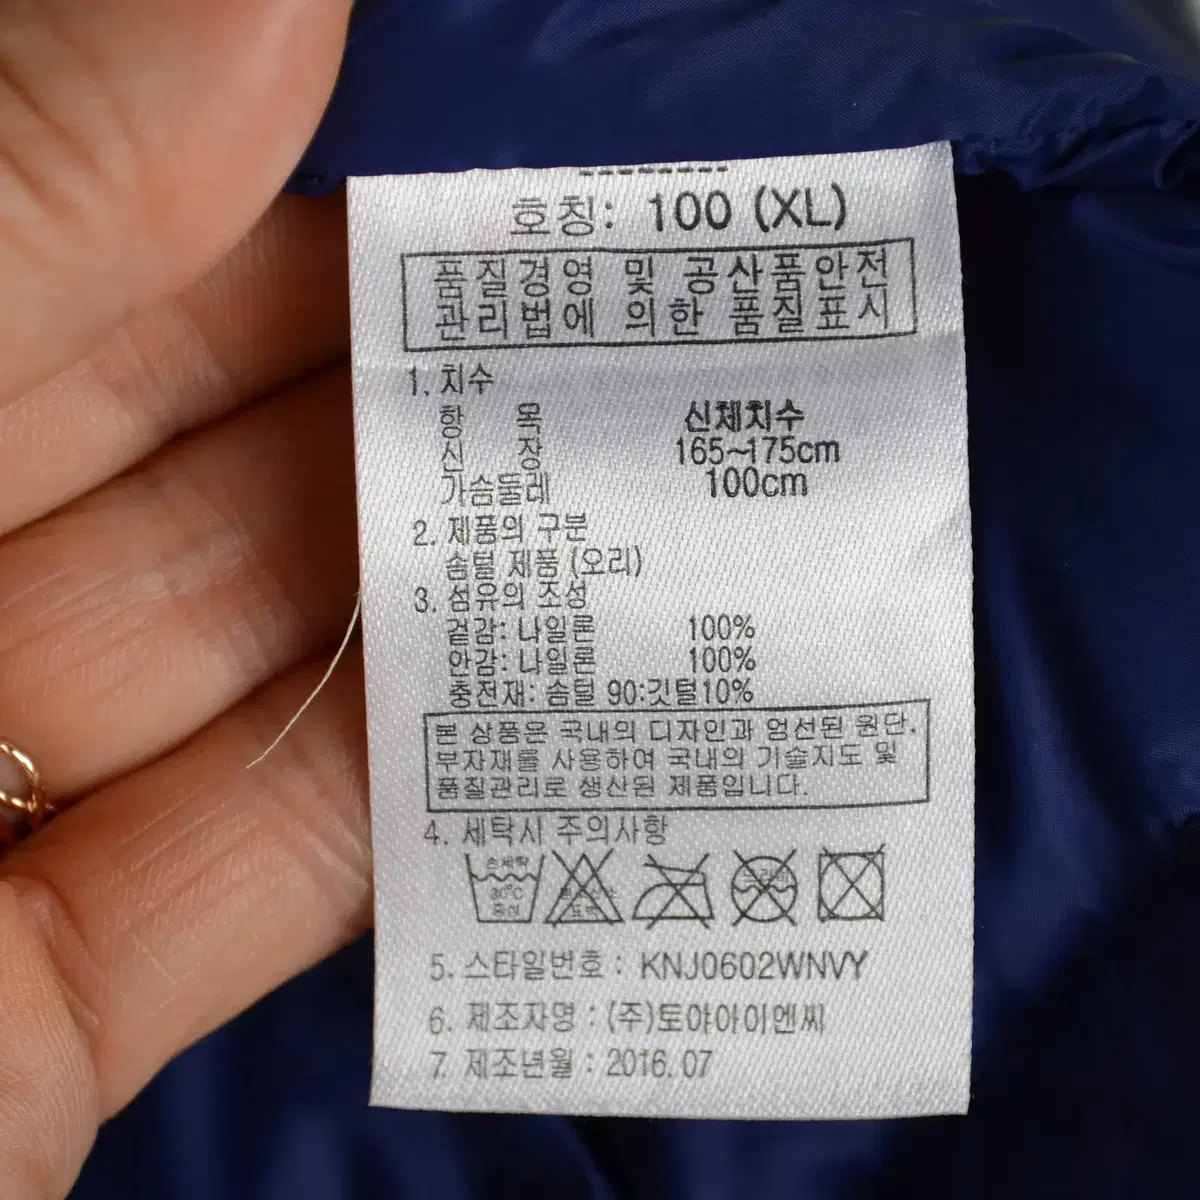 호칭: 100 (XL)
품질경영 및 공산품안전
관리법에 의한 품질표시
1. 치수
항 목 신체치수
신 장 165~175cm
가슴둘레 100cm
2. 제품의 구분
솜털 제품 (오리)
3. 섬유의 조성
겉감: 나일론 100%
안감: 나일론 100%
충전재: 솜털 90:깃털10%
본 상품은 국내의 디자인과 엄선된 원단,
부자재를 사용하여 국내의 기술지도 및
품질관리로 생산된 제품입니다.
4. 세탁시 주의사항
손세탁
30°C
중성
5. 스타일번호 : KNJ0602WNVY
6. 제조자명 : (주)토야아이엔씨
7. 제조년월 : 2016. 07